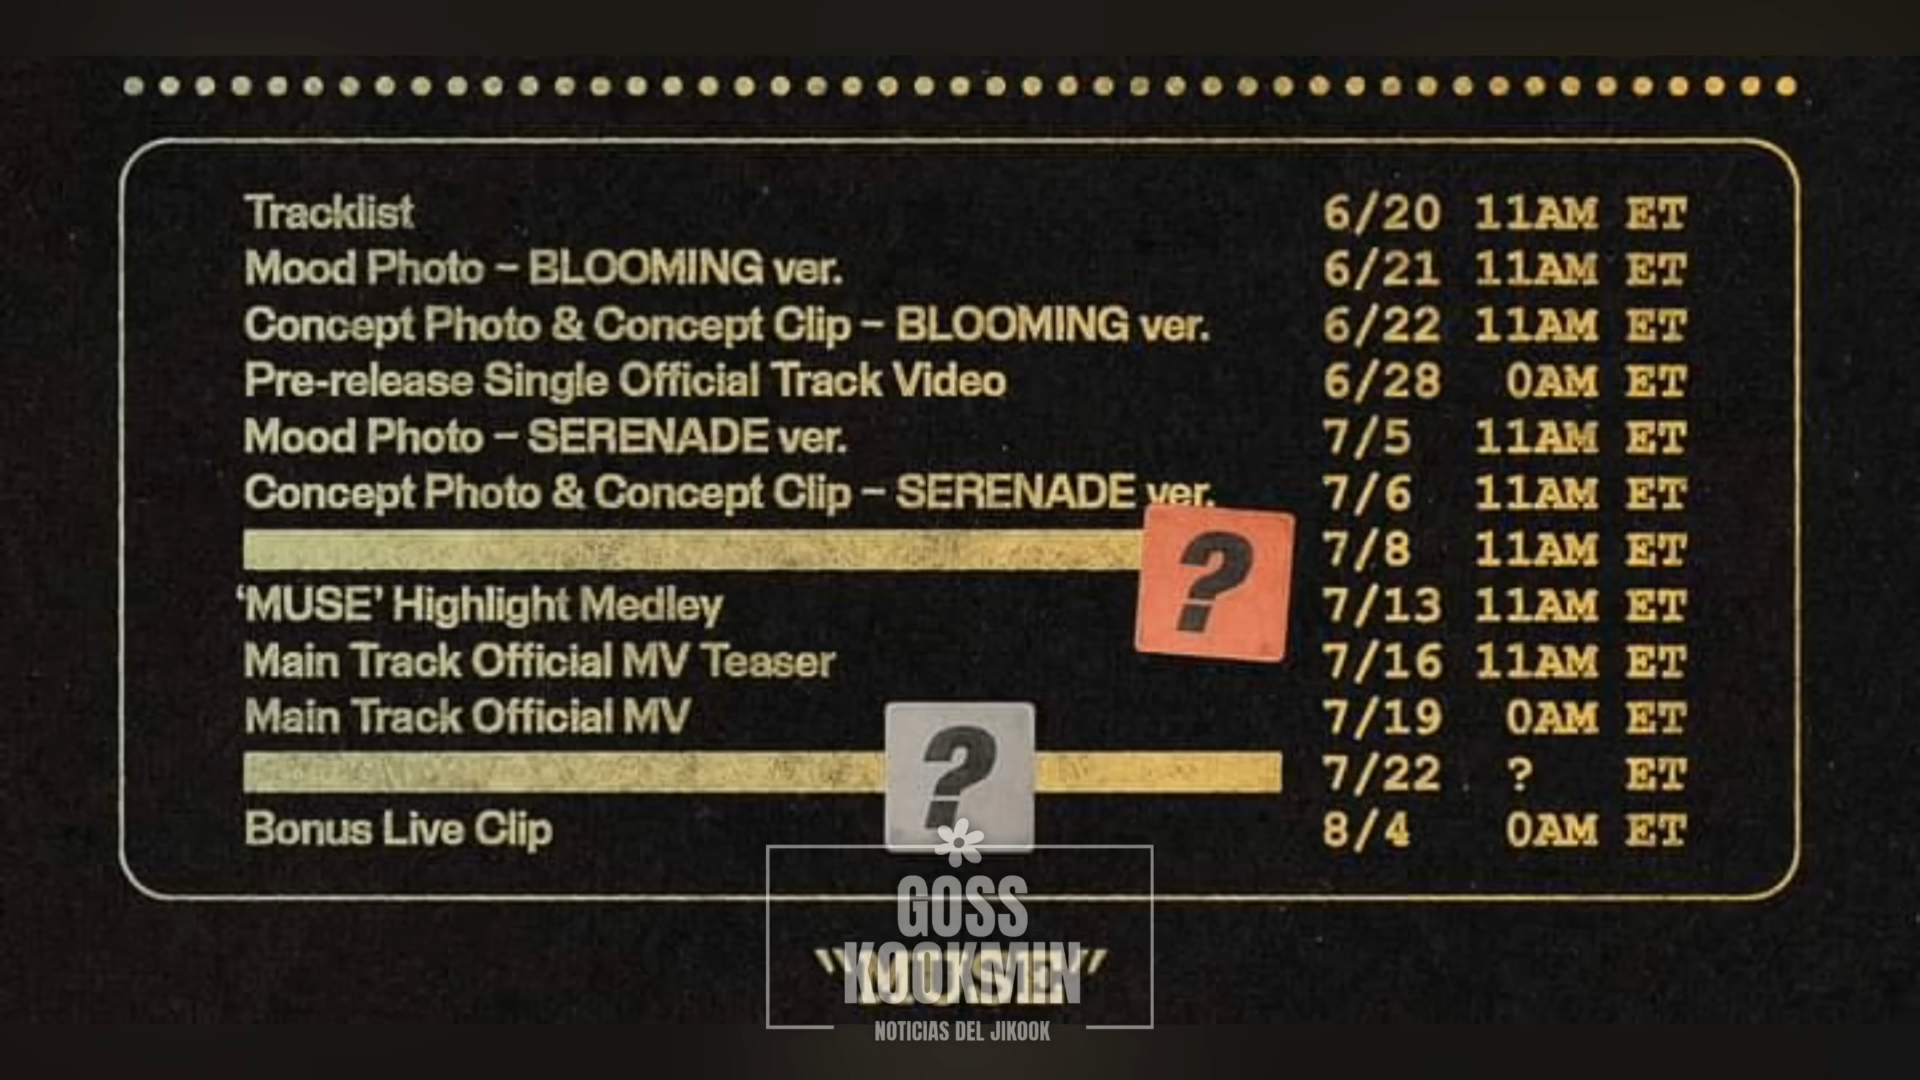 Tracklist 6/20 11AM ET
Mood Photo – BLOOMING ver. 6/21 11AM ET
Concept Photo & Concept Clip – BLOOMING ver. 6/22 11AM ET
Pre-release Single Official Track Video 6/28 0AM ET
Mood Photo – SERENADE ver. 7/5 11AM ET
Concept Photo & Concept Clip – SERENADE ver. 7/6 11AM ET
? 7/8 11AM ET
‘MUSE’ Highlight Medley 7/13 11AM ET
Main Track Official MV Teaser 7/16 11AM ET
Main Track Official MV 7/19 0AM ET
? 7/22 ? ET
Bonus Live Clip 8/4 0AM ET
GOSS
KOOKMIN
"MUSE"
NOTICIAS DEL JIKOOK